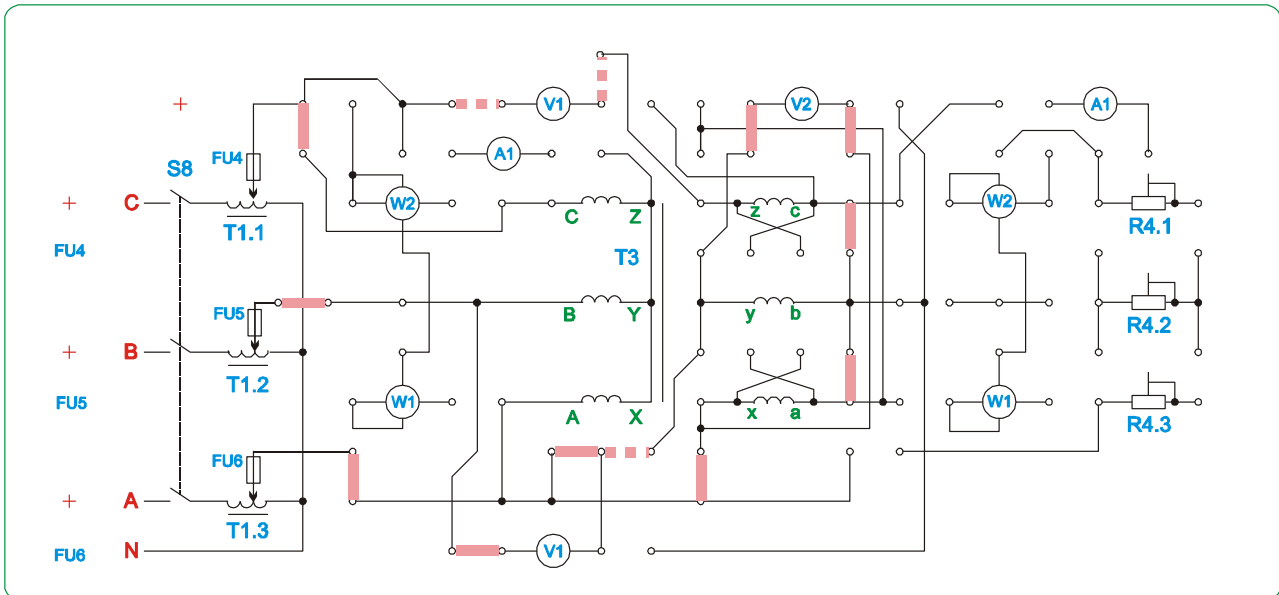 + V1 V2 A1
FU4 A1
S8
+ C W2 C Z z c W2
T1.1 R4.1
FU4 T3
FU5 B Y y b
R4.2
+ B
T1.2
FU5 W1 A X x a W1
R4.3
FU6
+ A
T1.3
FU6 N V1